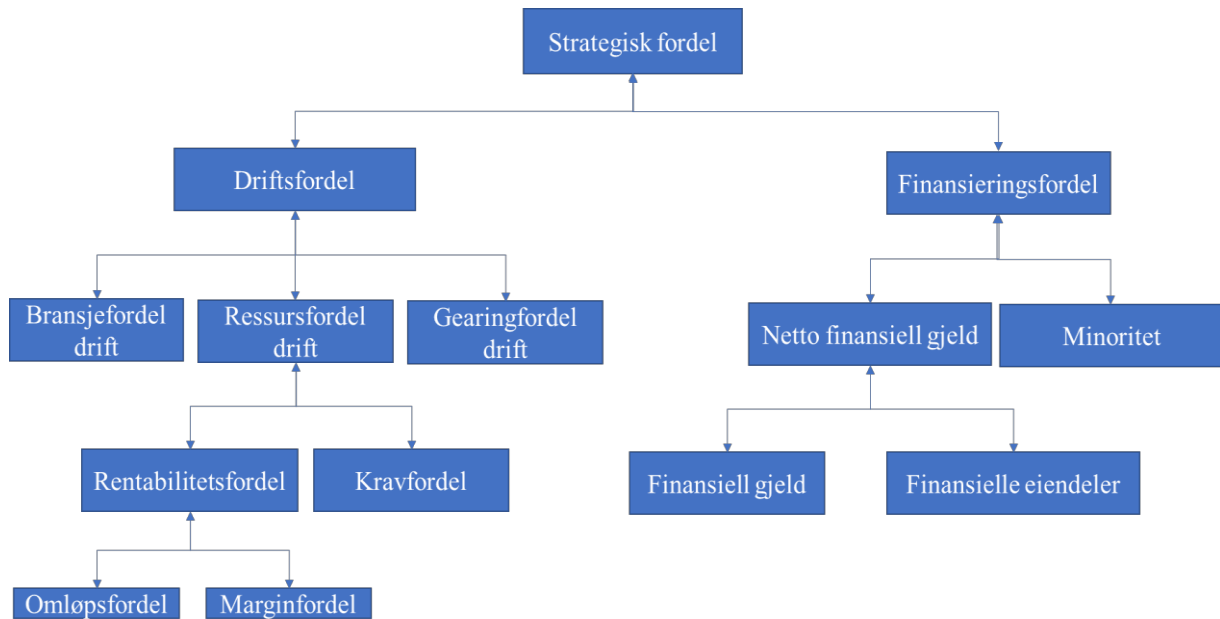 Strategisk fordel
Driftsfordel
Finansieringsfordel
Bransjefordel
drift
Ressursfordel
drift
Gearingfordel
drift
Netto finansiell gjeld
Minoritet
Rentabilitetsfordel
Kravfordel
Finansiell gjeld
Finansielle eiendeler
Omløpsfordel
Marginfordel